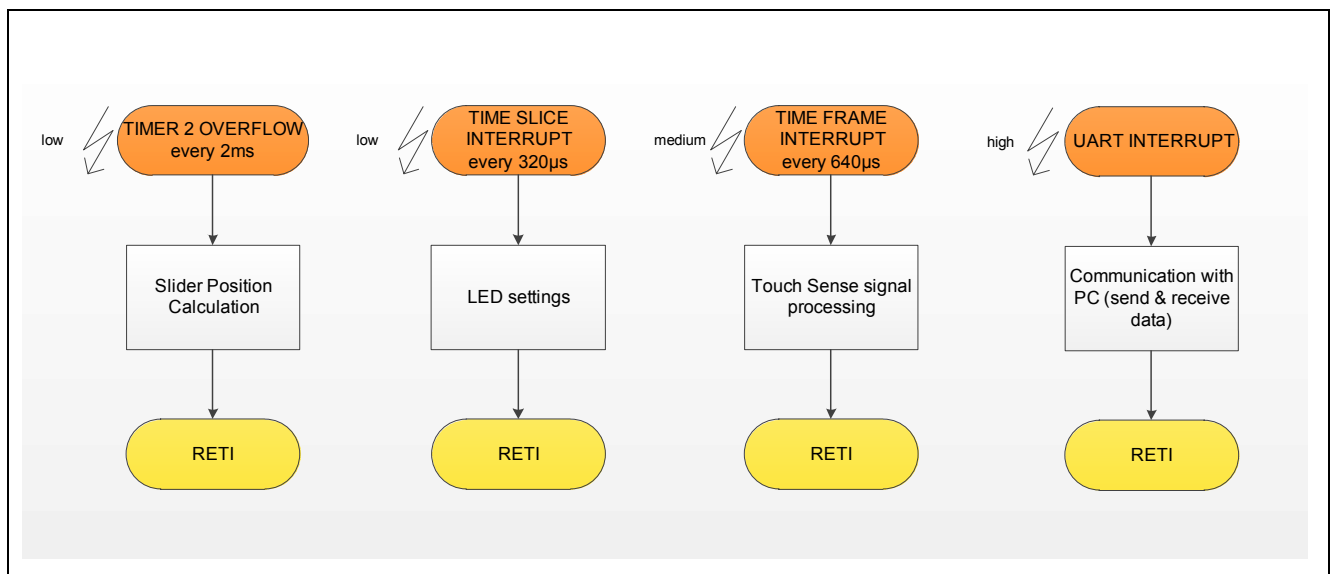 low
TIMER 2 OVERFLOW
every 2ms
Slider Position
Calculation
RETI
low
TIME SLICE
INTERRUPT
every 320µs
LED settings
RETI
medium
TIME FRAME
INTERRUPT
every 640µs
Touch Sense signal
processing
RETI
high
UART INTERRUPT
Communication with
PC (send & receive
data)
RETI